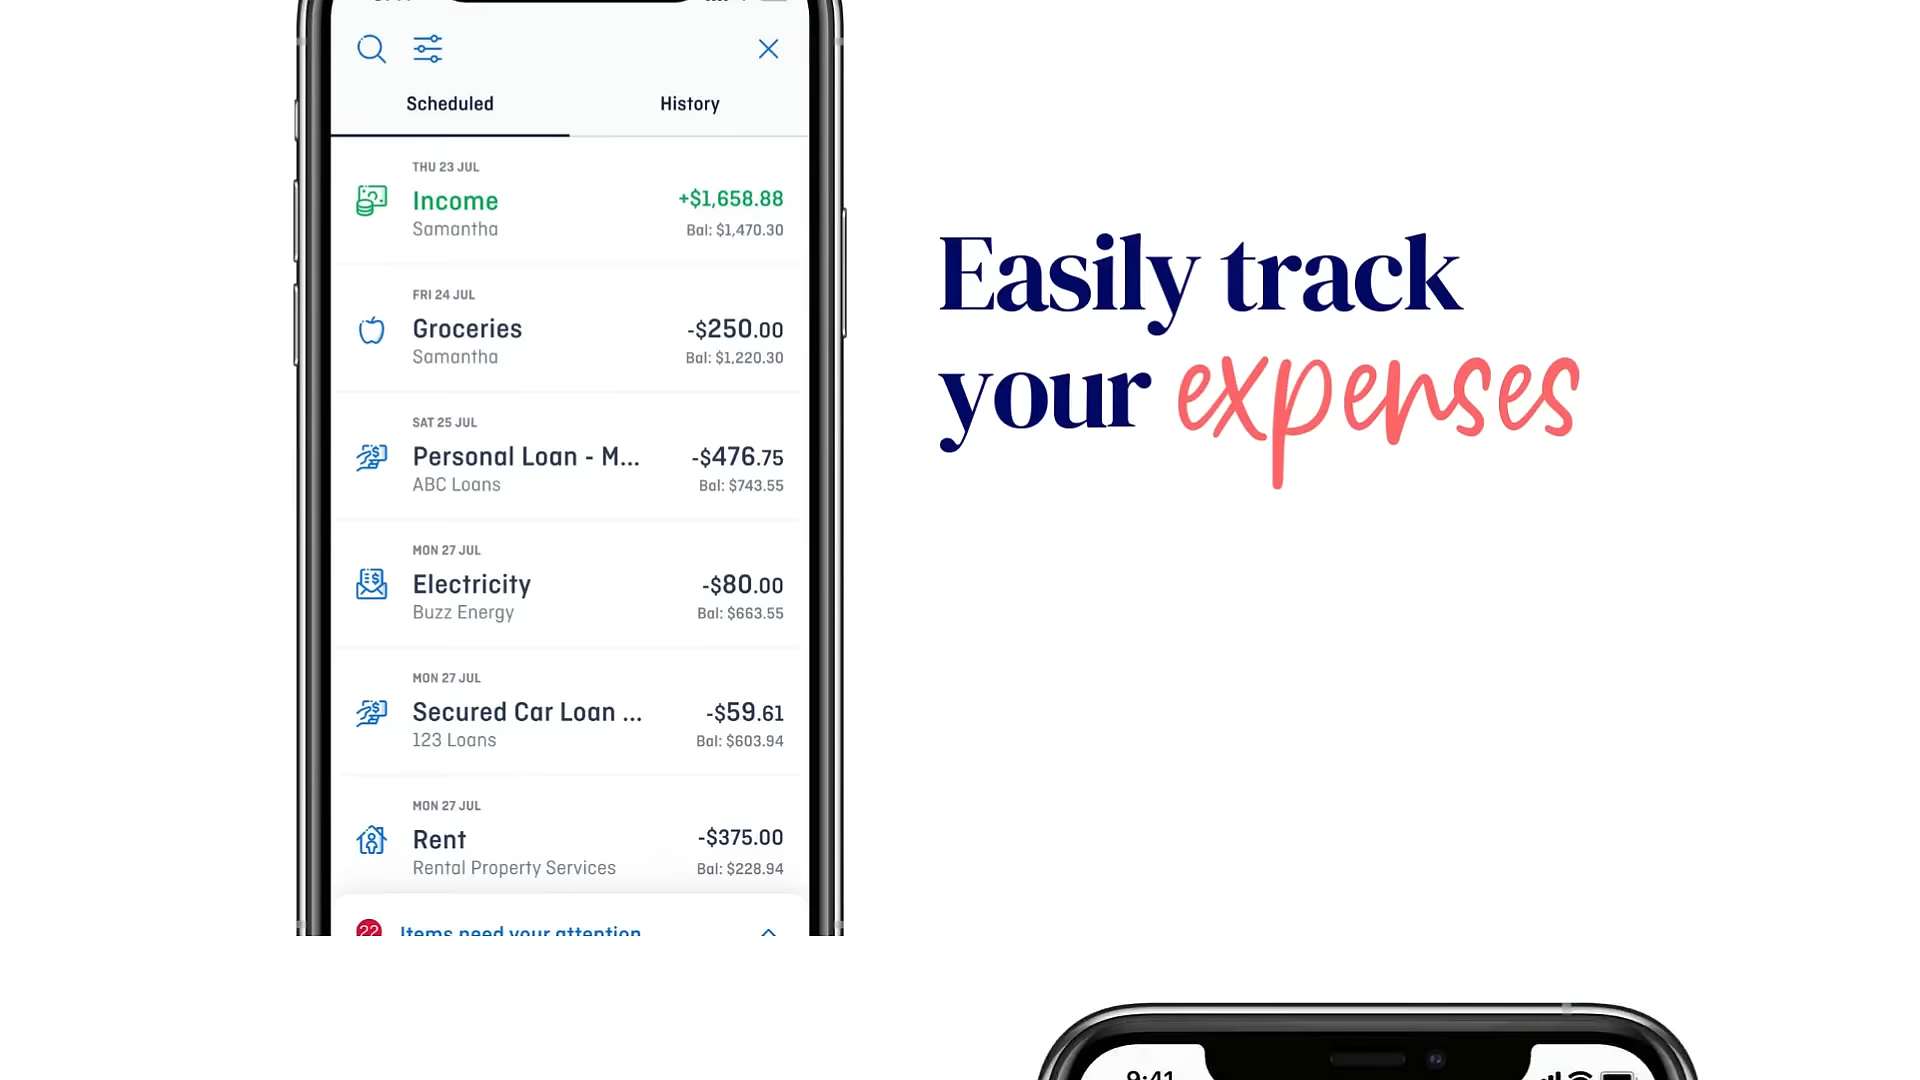 Scheduled
History
THU 23 JUL
Income
+$1,658.88
Samantha
Bal: $1,470.30
FRI 24 JUL
Groceries
-$250.00
Samantha
Bal: $1,220.30
SAT 25 JUL
Personal Loan - M...
-$476.75
ABC Loans
Bal: $743.55
MON 27 JUL
Electricity
-$80.00
Buzz Energy
Bal: $663.55
MON 27 JUL
Secured Car Loan ...
-$59.61
123 Loans
Bal: $603.94
MON 27 JUL
Rent
-$375.00
Rental Property Services
Bal: $228.94
22 Items need your attention
Easily track
your expenses
9:41